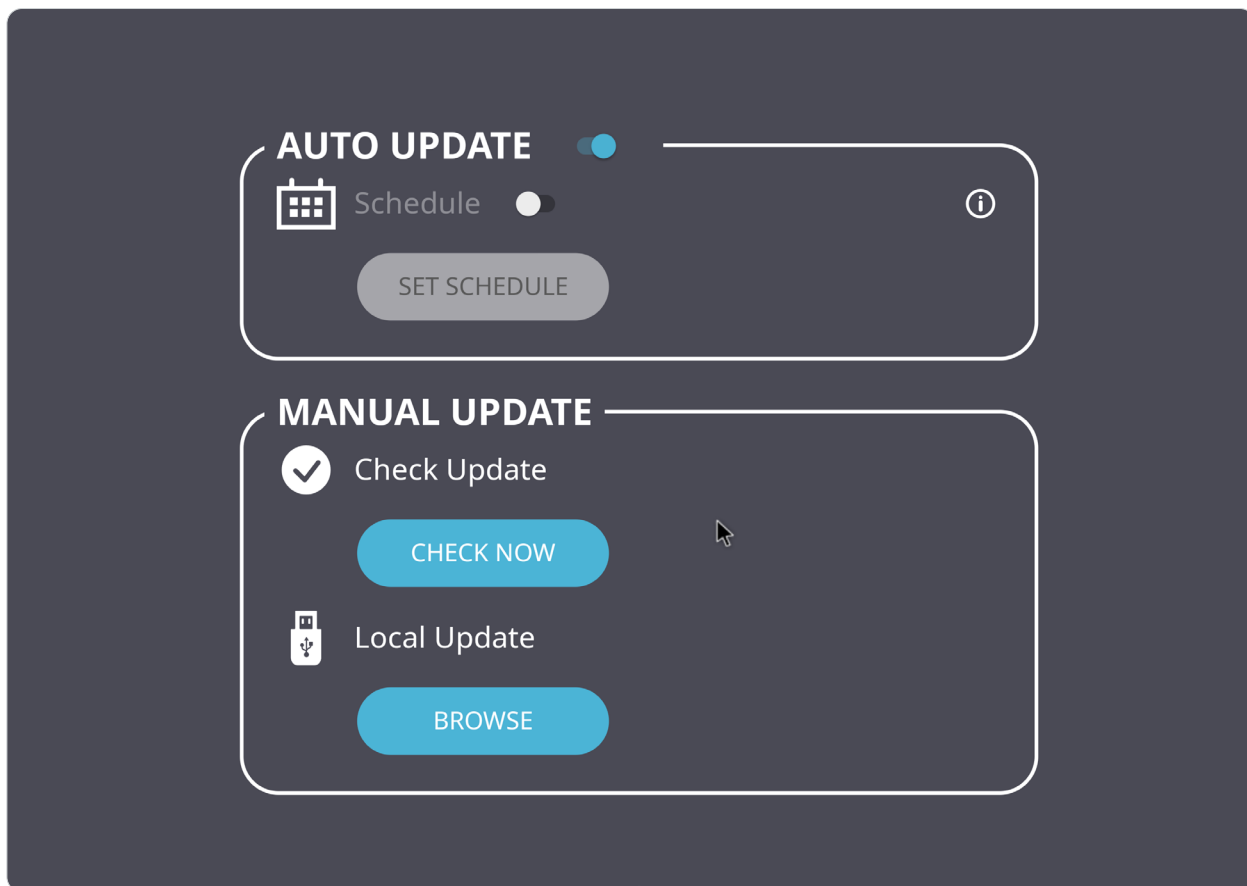 AUTO UPDATE
Schedule
SET SCHEDULE
MANUAL UPDATE
Check Update
CHECK NOW
Local Update
BROWSE